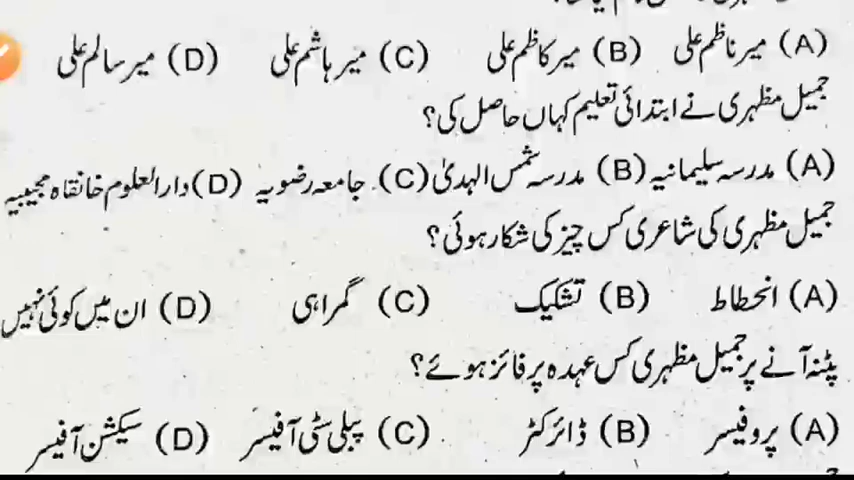 (A) میر ناظم علی (B) میر کاظم علی (C) میر ہاشم علی (D) میر سالم علی
جمیل مظہری نے ابتدائی تعلیم کہاں حاصل کی؟
(A) مدرسہ سلیمانیہ (B) مدرسہ شمس الہدیٰ (C) جامعہ رضویہ (D) دارالعلوم خانقاہ مجیبیہ
جمیل مظہری کی شاعری کس چیز کی شکار ہوئی؟
(A) انحطاط (B) تشکیک (C) گمراہی (D) ان میں کوئی نہیں
پٹنہ آنے پر جمیل مظہری کس عہدہ پر فائز ہوئے؟
(A) پروفیسر (B) ڈائرکٹر (C) پبلی سٹی آفیسر (D) سیکشن آفیسر